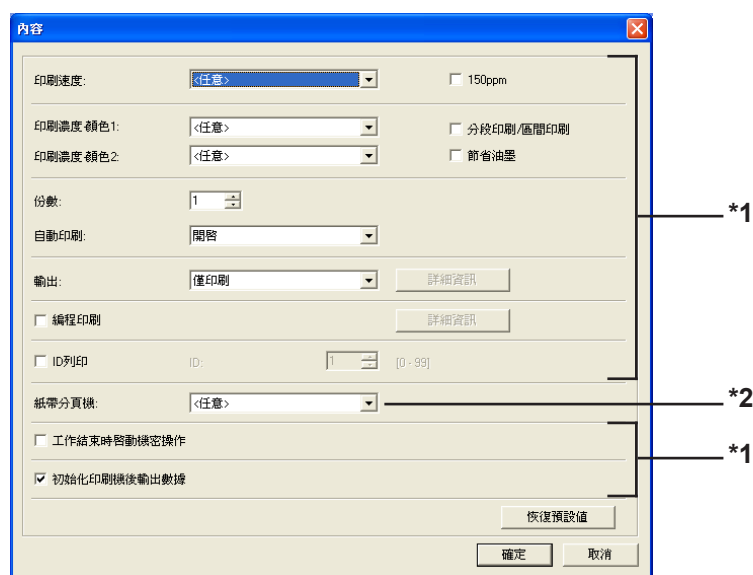 內容
印刷速度: <任意> 150ppm
印刷濃度-顏色1: <任意> 分段印刷/區間印刷
印刷濃度-顏色2: <任意> 節省油墨
份數: 1
*1
自動印刷: 開啓
輸出: 僅印刷 詳細資訊
編程印刷 詳細資訊
ID列印 ID: 1 [0 - 99]
紙帶分頁機: <任意> *2
工作結束時啓動機密操作
*1
初始化印刷機後輸出數據
恢復預設值
確定 取消